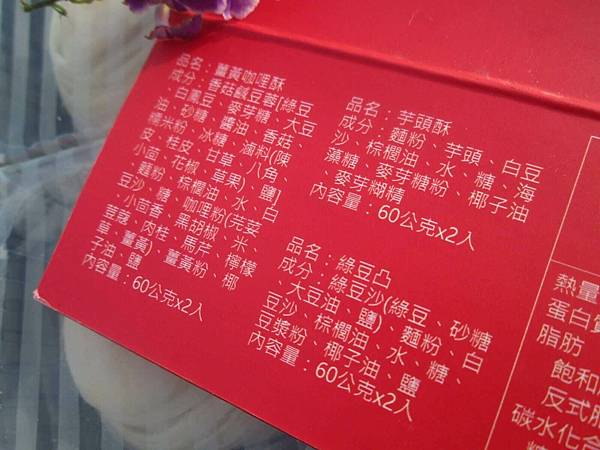 品名：薑黃咖哩酥
成分：香菇鹹豆蓉(綠豆
、白鳳豆、麥芽糖、大豆
油、砂糖、醬油、香菇、
糯米粉、冰糖、滷料[陳
皮、桂皮、甘草、八角、
小茴、花椒、草果]、鹽]
、麵粉、棕櫚油、水、白
豆沙、糖、咖哩粉(芫荽
、小茴香、黑胡椒、米、
豆蔻、肉桂、馬芹、檸檬
草、薑黃)、薑黃粉、椰
子油、鹽
內容量：60公克x2入
品名：芋頭酥
成分：麵粉、芋頭、白豆
沙、棕櫚油、水、糖、海
藻糖、麥芽糖粉、椰子油
、麥芽糊精
內容量：60公克x2入
品名：綠豆凸
成分：綠豆沙(綠豆、砂糖
、大豆油、鹽)、麵粉、白
豆沙、棕櫚油、水、糖、
豆漿粉、椰子油、鹽
內容量：60公克x2入
熱量
蛋白質
脂肪
飽和
反式
碳水化合
糖